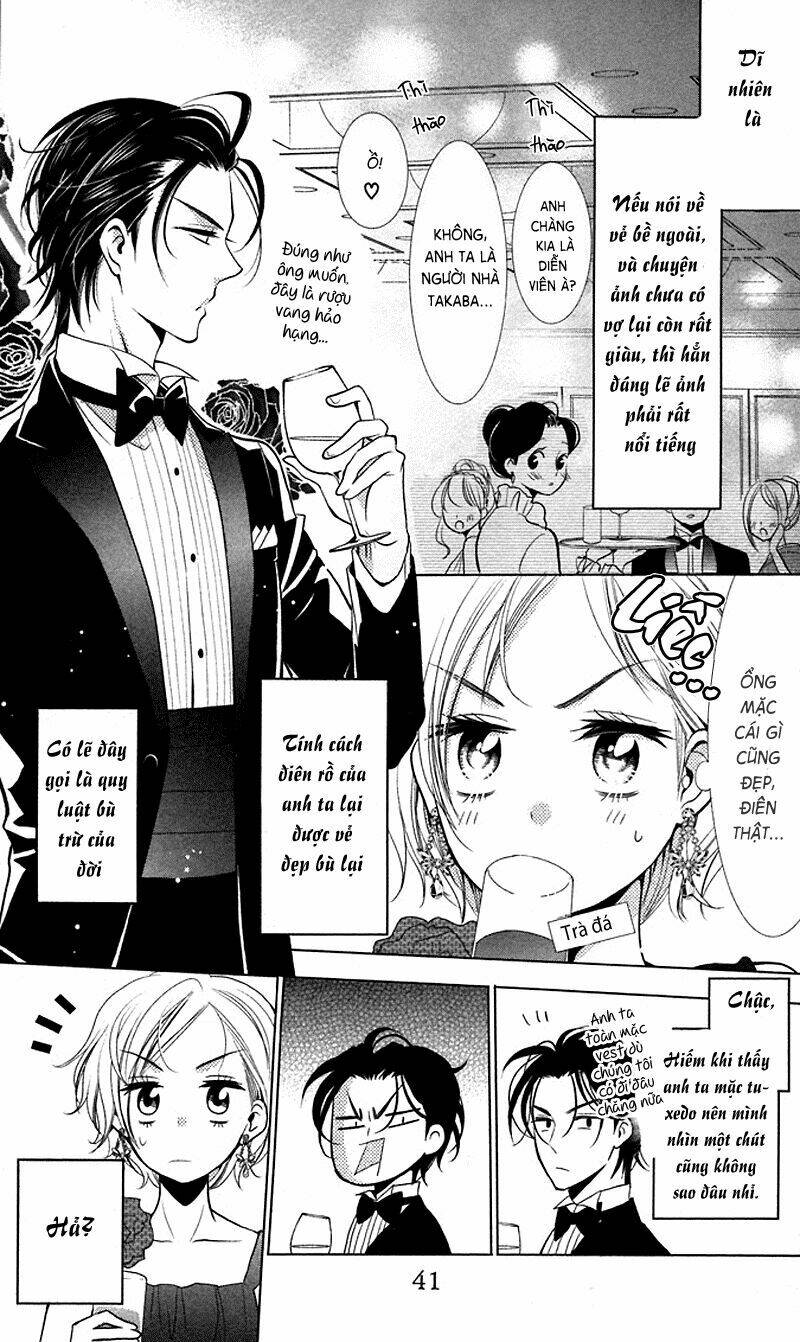 Dĩ
nhiên
là
Nếu nói về
vẻ bề ngoài,
và chuyện
ảnh chưa có
vợ lại còn rất
giàu, thì hẳn
đáng lẽ ảnh
phải rất
nổi tiếng
Thì
thào
Thì
thào
ANH
CHÀNG
KIA LÀ
DIỄN
VIÊN À?
KHÔNG,
ANH TA LÀ
NGƯỜI NHÀ
TAKABA...
Ồ!
♡
Đúng như
ông muốn,
đây là rượu
vang hảo
hạng...
Liếc...
ỔNG
MẶC
CÁI GÌ
CŨNG
ĐẸP,
ĐIÊN
THẬT...
Trà đá
Tính cách
điên rồ của
anh ta lại
được vẻ
đẹp bù lại
Có lẽ đây
gọi là quy
luật bù
trừ của
đời
Chậc,
Hiếm khi thấy
anh ta mặc tu-
xedo nên mình
nhìn một chút
cũng không
sao đâu nhỉ.
Anh ta
toàn mặc
vest dù
chúng tôi
có đi đâu
chăng nữa
Hả?
41